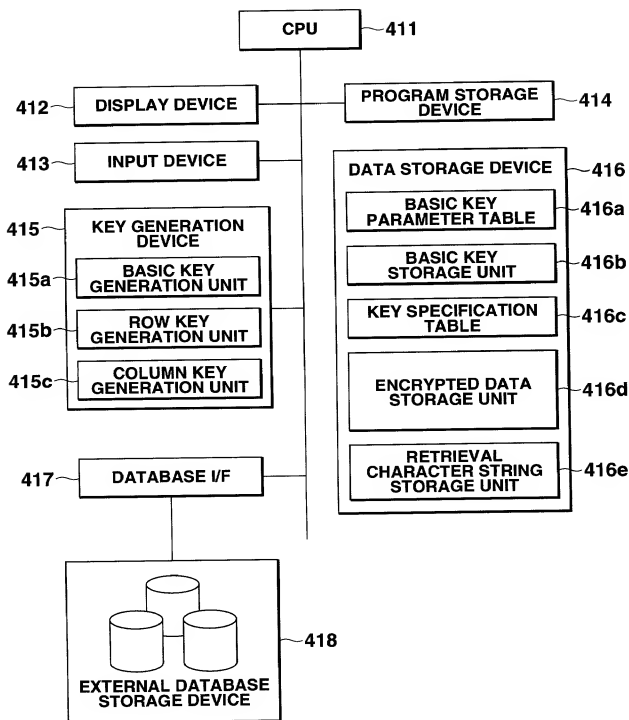 CPU
411
412
DISPLAY DEVICE
PROGRAM STORAGE
DEVICE
414
413
INPUT DEVICE
DATA STORAGE DEVICE
416
BASIC KEY
PARAMETER TABLE
416a
BASIC KEY
STORAGE UNIT
416b
KEY SPECIFICATION
TABLE
416c
ENCRYPTED DATA
STORAGE UNIT
416d
RETRIEVAL
CHARACTER STRING
STORAGE UNIT
416e
415
KEY GENERATION
DEVICE
415a
BASIC KEY
GENERATION UNIT
415b
ROW KEY
GENERATION UNIT
415c
COLUMN KEY
GENERATION UNIT
417
DATABASE I/F
418
EXTERNAL DATABASE
STORAGE DEVICE